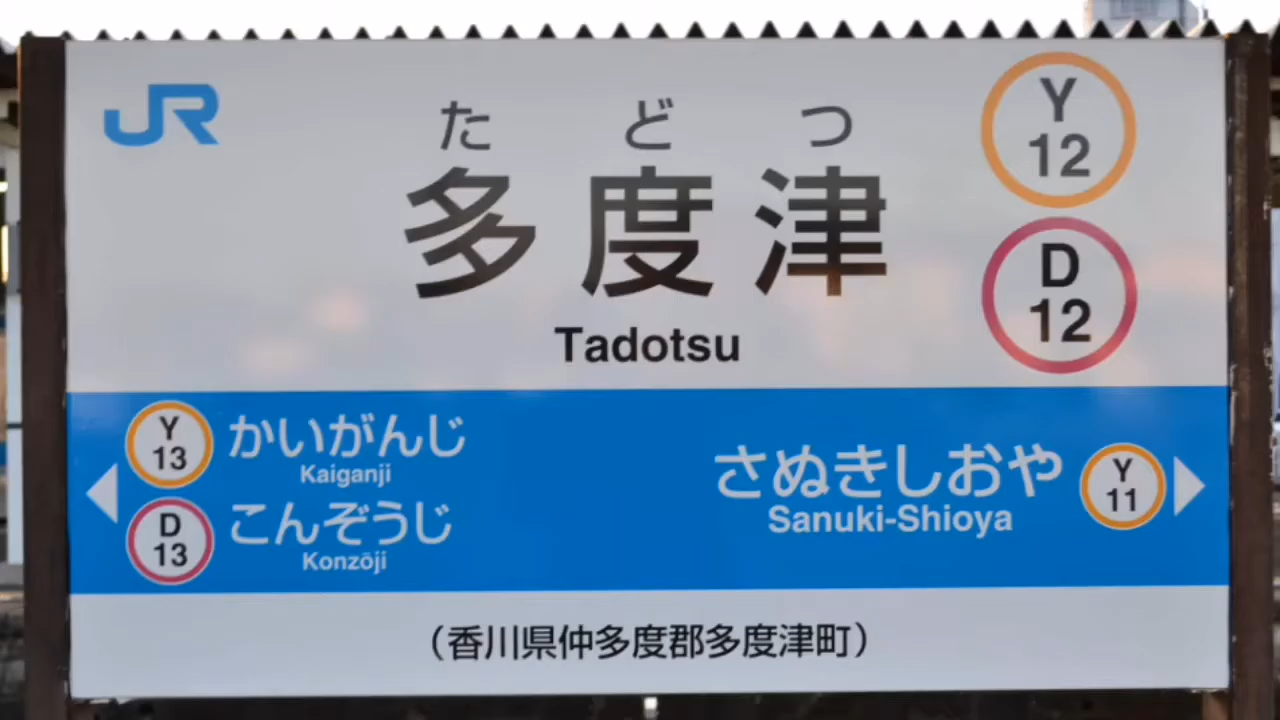 JR
た ど つ
多度津
Tadotsu
Y
12
D
12
Y
13
かいがんじ
Kaiganji
D
13
こんぞうじ
Konzōji
さぬきしおや
Sanuki-Shioya
Y
11
（香川県仲多度郡多度津町）